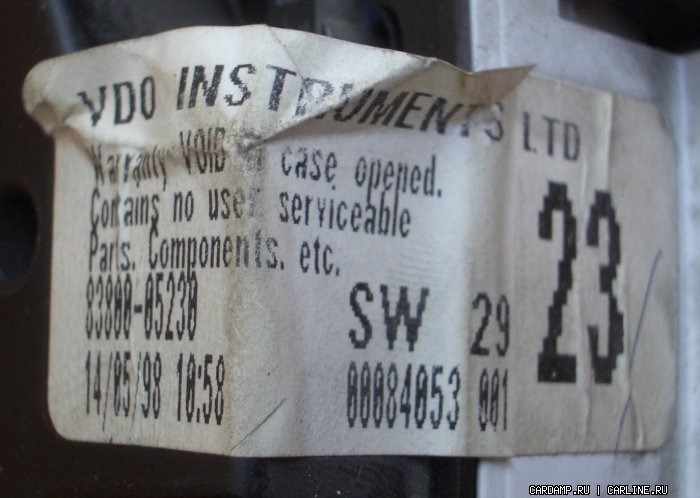 VDO INSTRUMENTS LTD
Warranty VOID if case opened.
Contains no user serviceable
Parts. Components. etc.
83800-05230 SW 29 23
14/05/98 10:58 00084053 001
CARDAMP.RU | CARLINE.RU